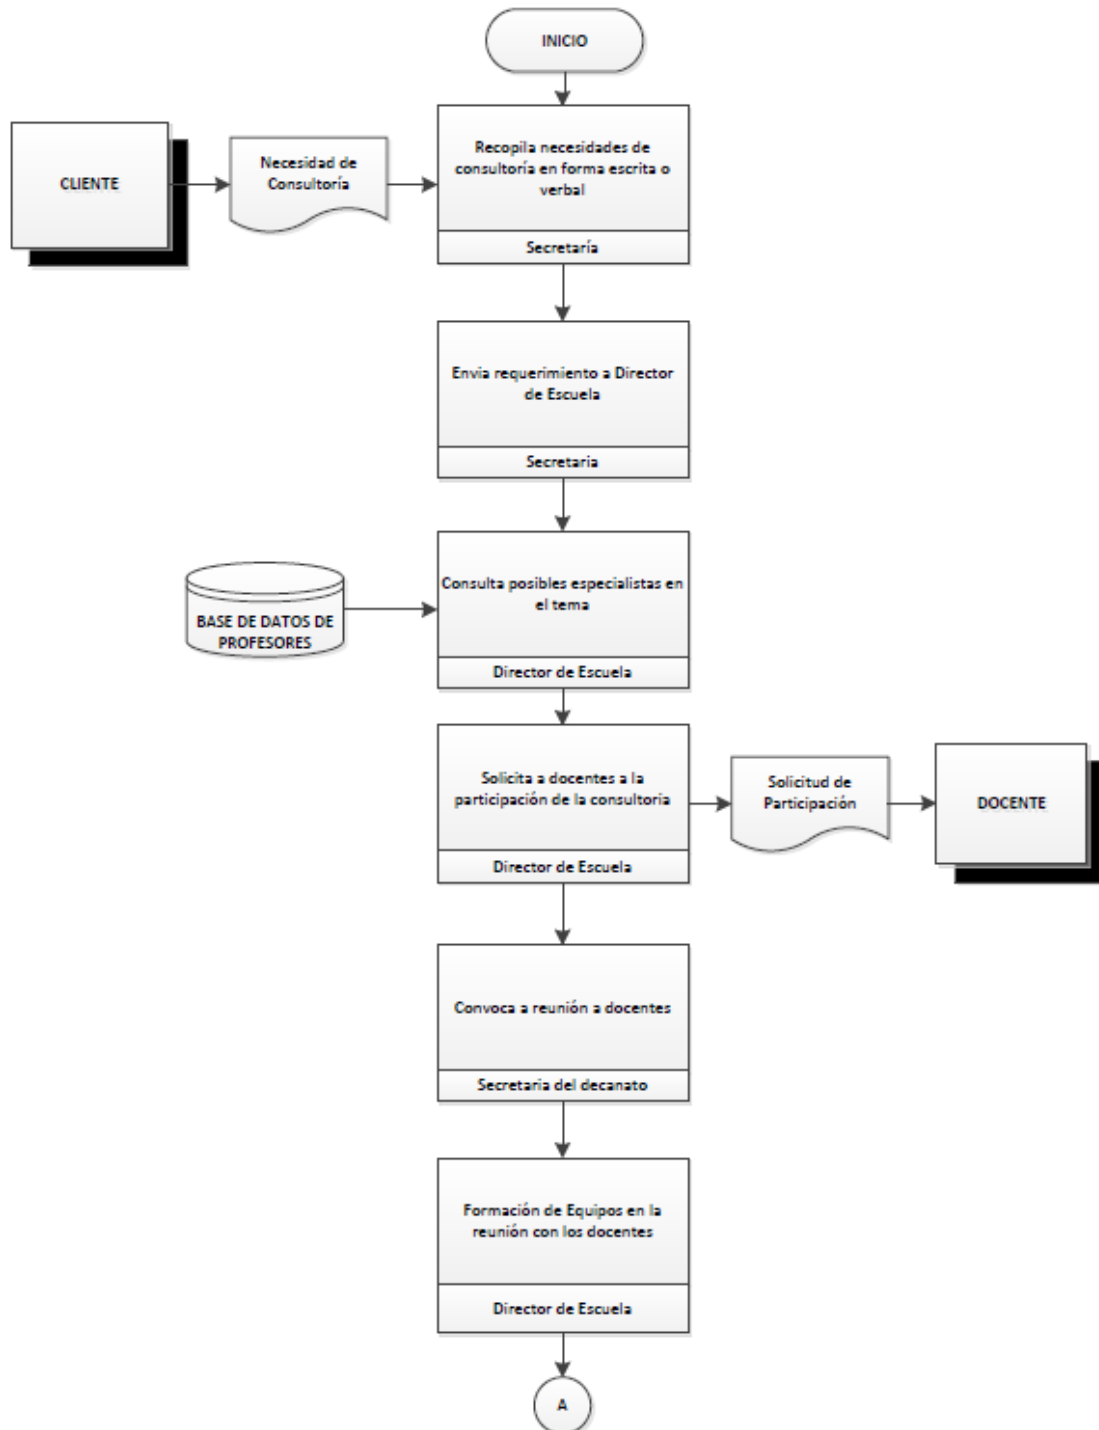 INICIO
CLIENTE
Necesidad de
Consultoría
Recopila necesidades de
consultoría en forma escrita o
verbal
Secretaría
Envia requerimiento a Director
de Escuela
Secretaria
BASE DE DATOS DE
PROFESORES
Consulta posibles especialistas en
el tema
Director de Escuela
Solicita a docentes a la
participación de la consultoria
Director de Escuela
Solicitud de
Participación
DOCENTE
Convoca a reunión a docentes
Secretaria del decanato
Formación de Equipos en la
reunión con los docentes
Director de Escuela
A